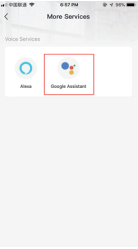 中国联通 6:57 PM 96%
More Services
Voice Services
Alexa Google Assistant